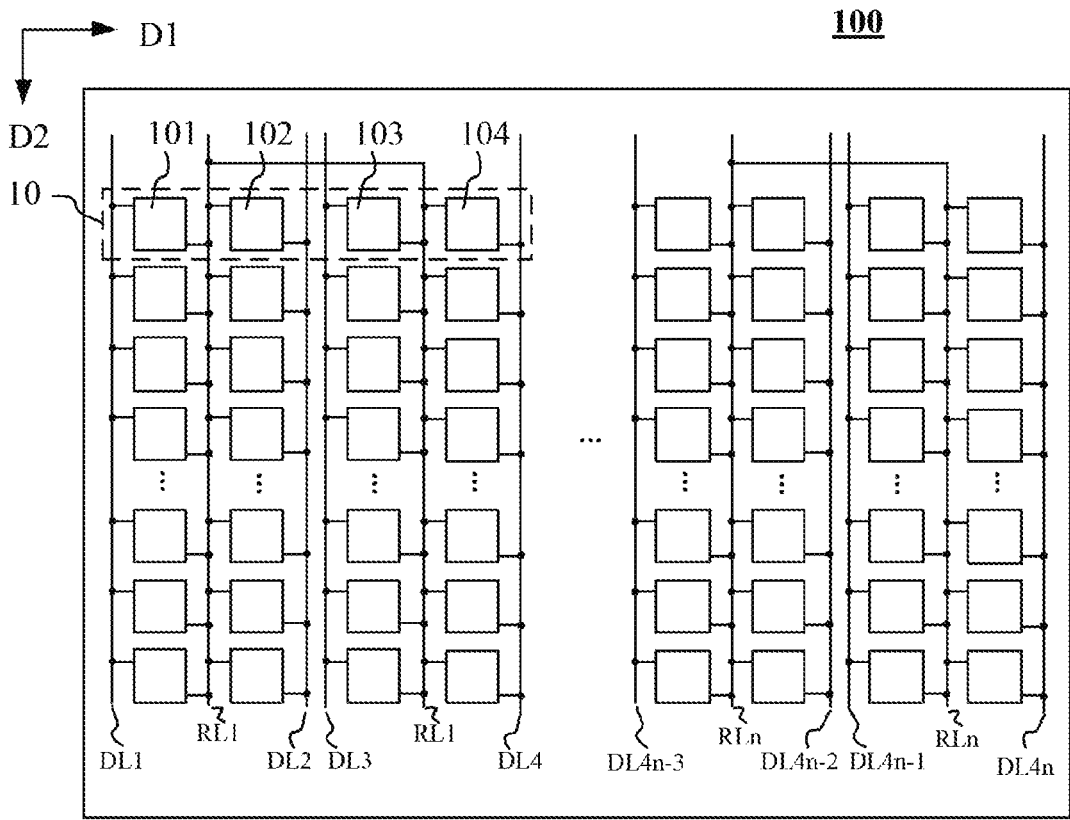 100
D1
D2
101 102 103 104
10
...
... ... ... ... ... ... ... ...
RL1 RL1 RLn RLn
DL1 DL2 DL3 DL4 DL4n-3 DL4n-2 DL4n-1 DL4n